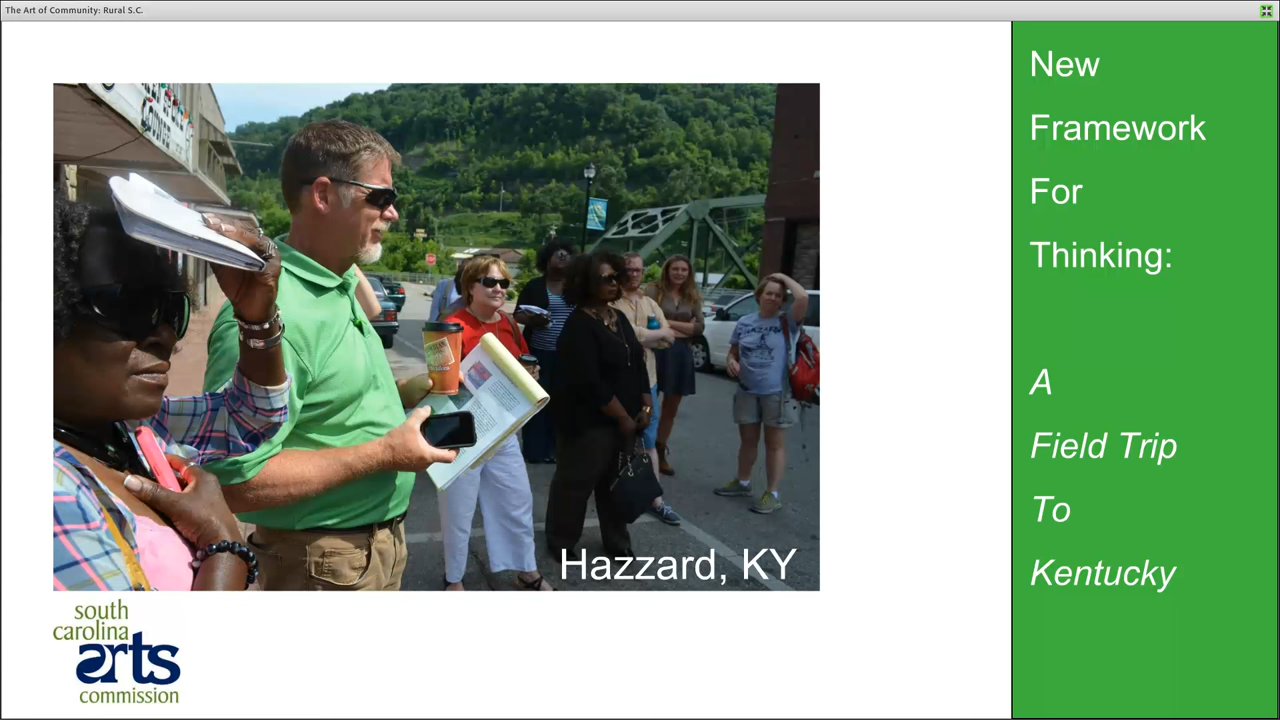 The Art of Community: Rural S.C.
New
Framework
For
Thinking:
A
Field Trip
To
Kentucky
Hazzard, KY
south
carolina
arts
commission